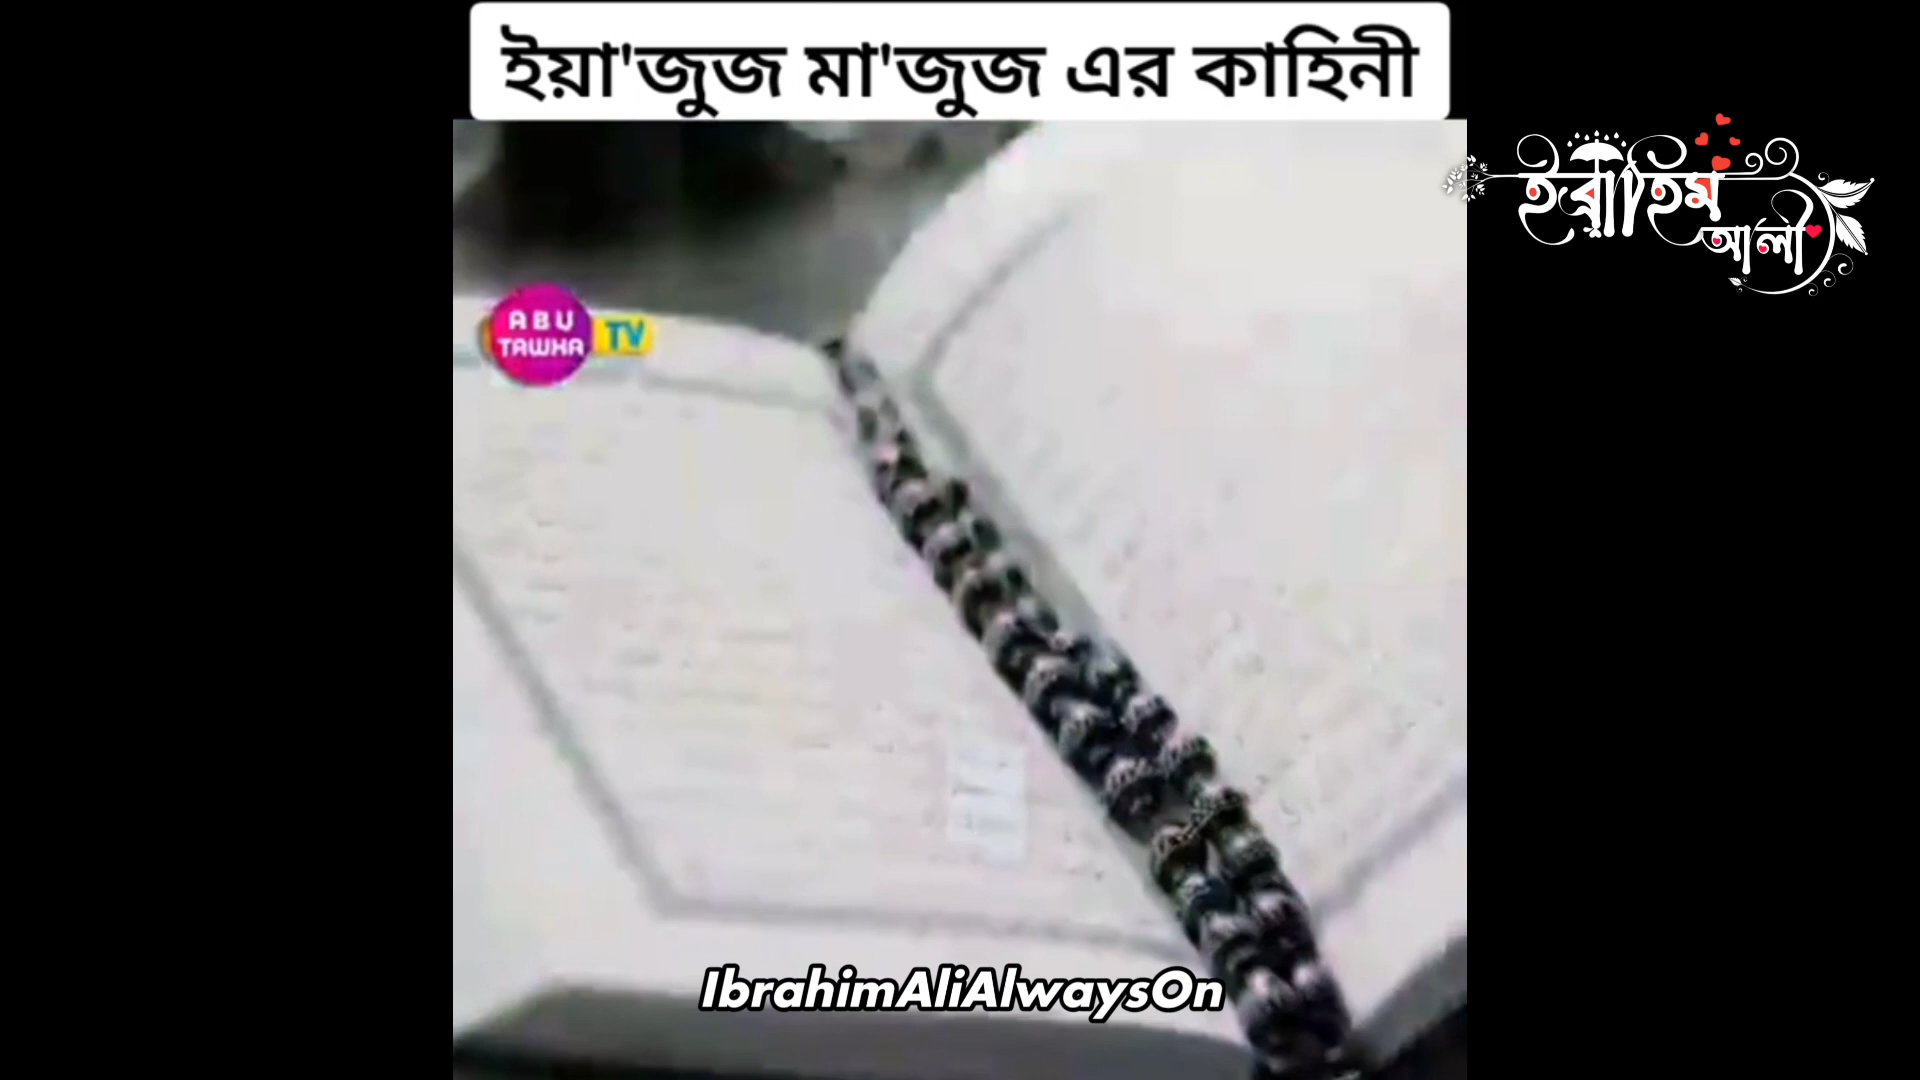 ইয়া'জুজ মা'জুজ এর কাহিনী
ইব্রাহিম
আলী
ABU
TAWHA
TV
IbrahimAliAlwaysOn